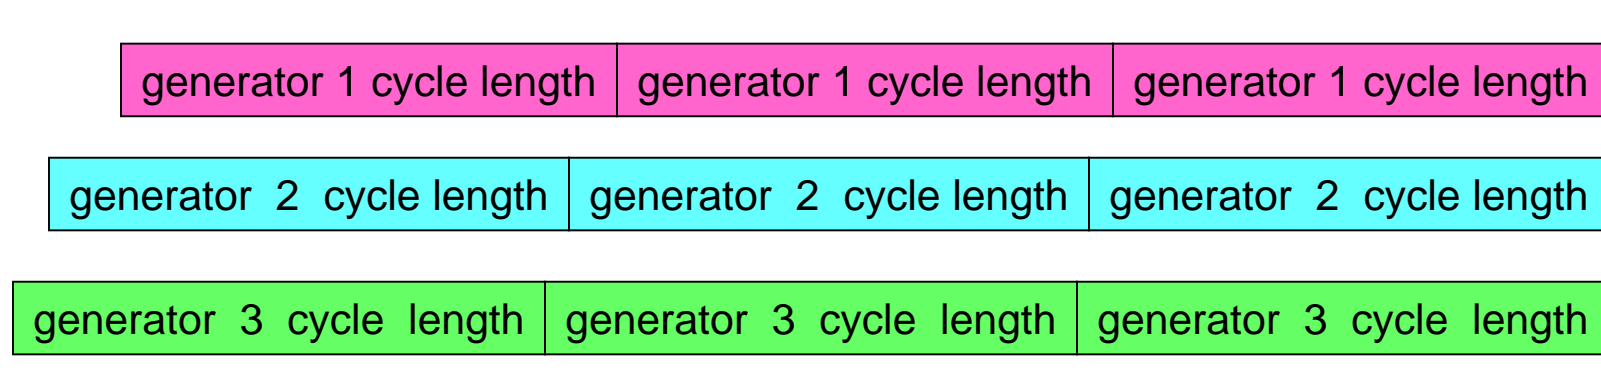 generator 1 cycle length generator 1 cycle length generator 1 cycle length
generator 2 cycle length generator 2 cycle length generator 2 cycle length
generator 3 cycle length generator 3 cycle length generator 3 cycle length